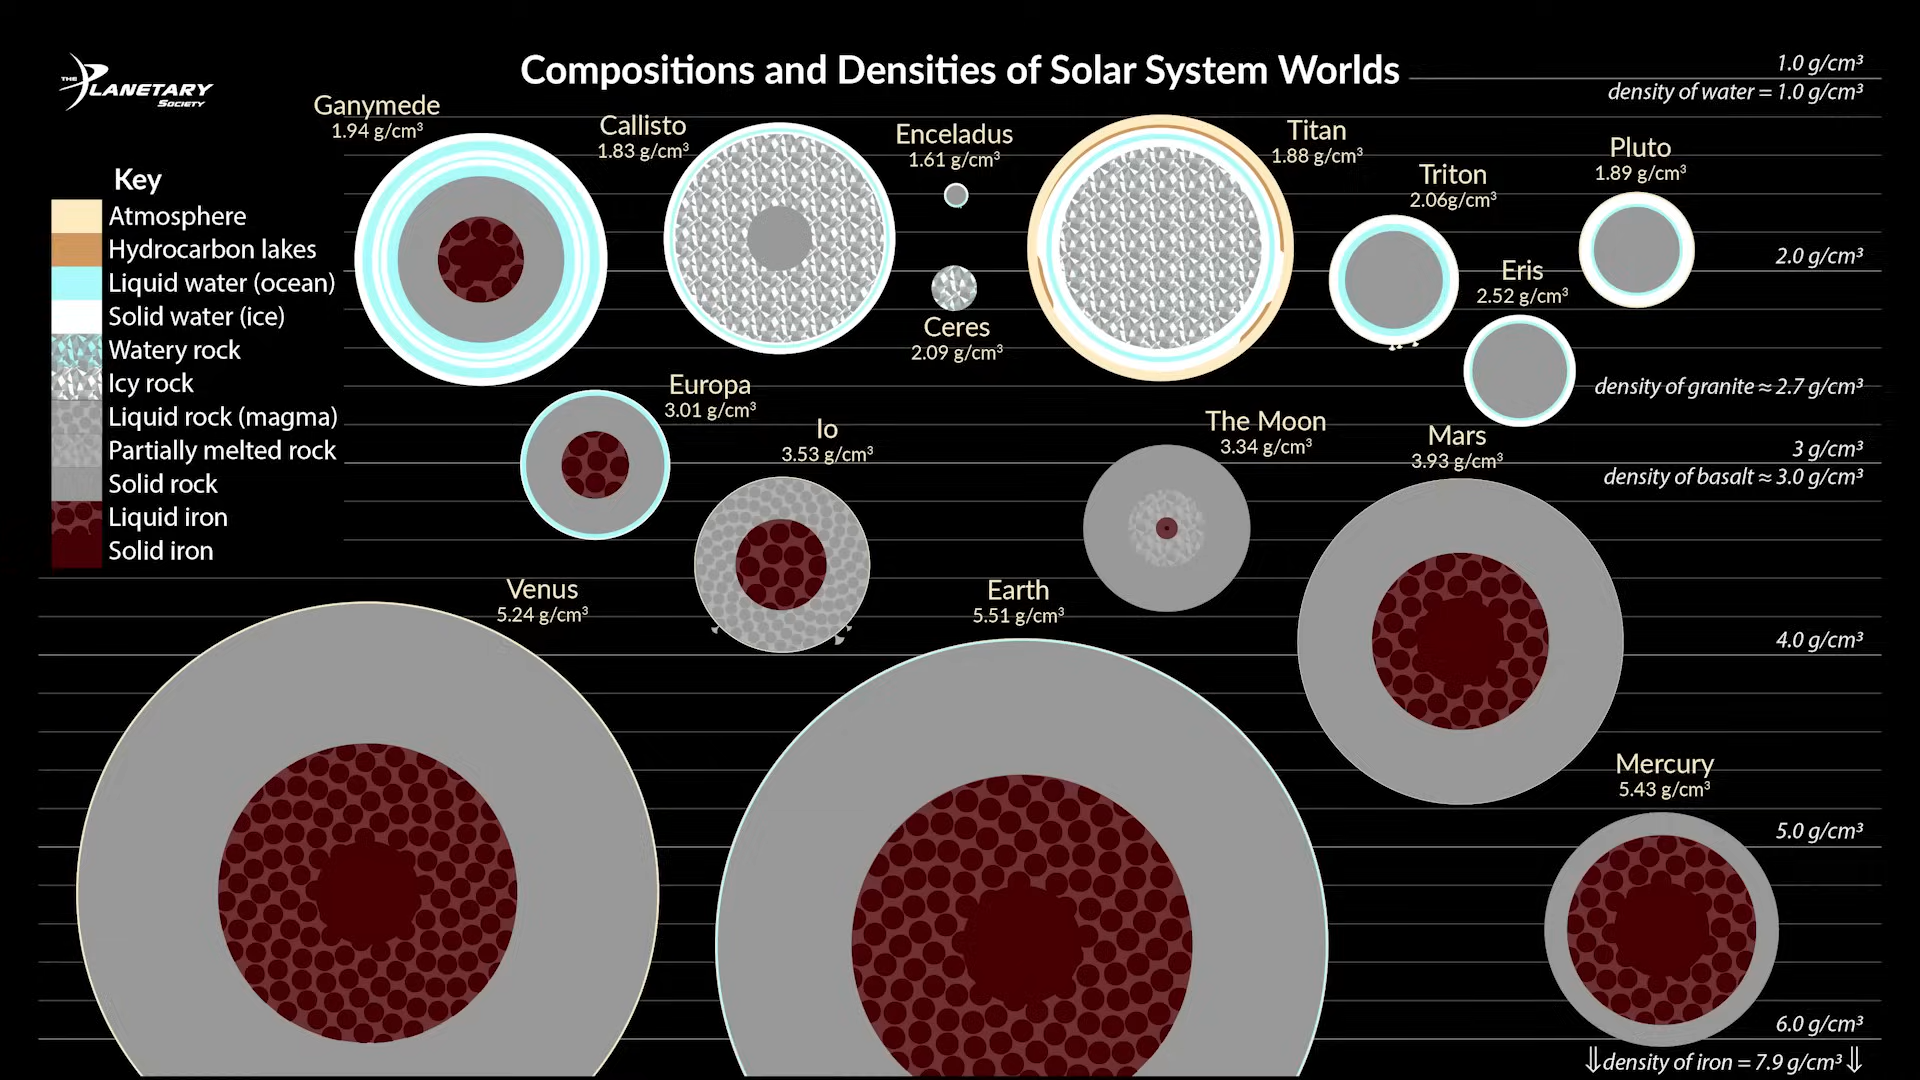 Compositions and Densities of Solar System Worlds
THE PLANETARY
SOCIETY
1.0 g/cm³
density of water = 1.0 g/cm³
Ganymede
1.94 g/cm³
Callisto
1.83 g/cm³
Enceladus
1.61 g/cm³
Titan
1.88 g/cm³
Triton
2.06g/cm³
Pluto
1.89 g/cm³
Key
Atmosphere
Hydrocarbon lakes
Liquid water (ocean)
Solid water (ice)
Watery rock
Icy rock
Liquid rock (magma)
Partially melted rock
Solid rock
Liquid iron
Solid iron
2.0 g/cm³
Eris
2.52 g/cm³
Ceres
2.09 g/cm³
density of granite ≈ 2.7 g/cm³
Europa
3.01 g/cm³
Io
3.53 g/cm³
The Moon
3.34 g/cm³
Mars
3.93 g/cm³
3 g/cm³
density of basalt ≈ 3.0 g/cm³
Venus
5.24 g/cm³
Earth
5.51 g/cm³
4.0 g/cm³
Mercury
5.43 g/cm³
5.0 g/cm³
6.0 g/cm³
⇓density of iron = 7.9 g/cm³⇓